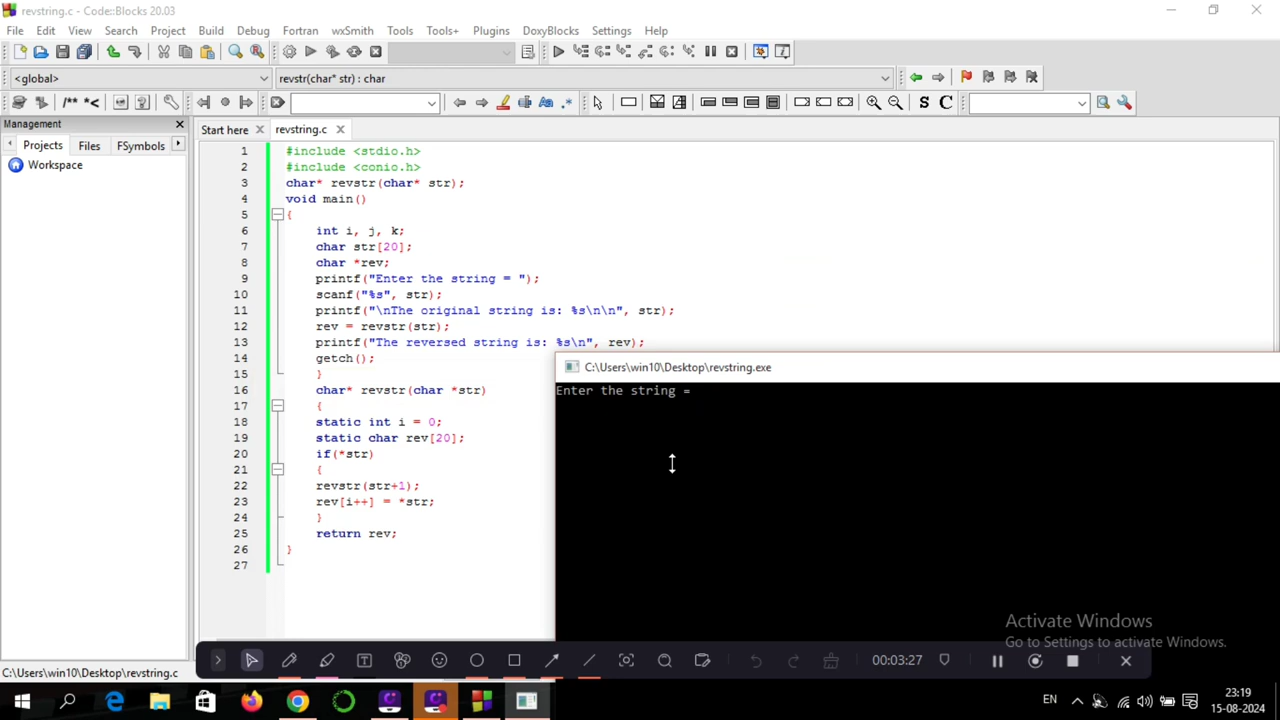 revstring.c - Code::Blocks 20.03
File Edit View Search Project Build Debug Fortran wxSmith Tools Tools+ Plugins DoxyBlocks Settings Help
<global> revstr(char* str) : char
/** *< S C
Management
Projects Files FSymbols
Workspace
Start here revstring.c
1 #include <stdio.h>
2 #include <conio.h>
3 char* revstr(char* str);
4 void main()
5 {
6 int i, j, k;
7 char str[20];
8 char *rev;
9 printf("Enter the string = ");
10 scanf("%s", str);
11 printf("\nThe original string is: %s\n\n", str);
12 rev = revstr(str);
13 printf("The reversed string is: %s\n", rev);
14 getch();
15 }
16 char* revstr(char *str)
17 {
18 static int i = 0;
19 static char rev[20];
20 if(*str)
21 {
22 revstr(str+1);
23 rev[i++] = *str;
24 }
25 return rev;
26 }
27
C:\Users\win10\Desktop\revstring.exe
Enter the string =
Activate Windows
Go to Settings to activate Windows.
00:03:27
C:\Users\win10\Desktop\revstring.c
EN 23:19
15-08-2024